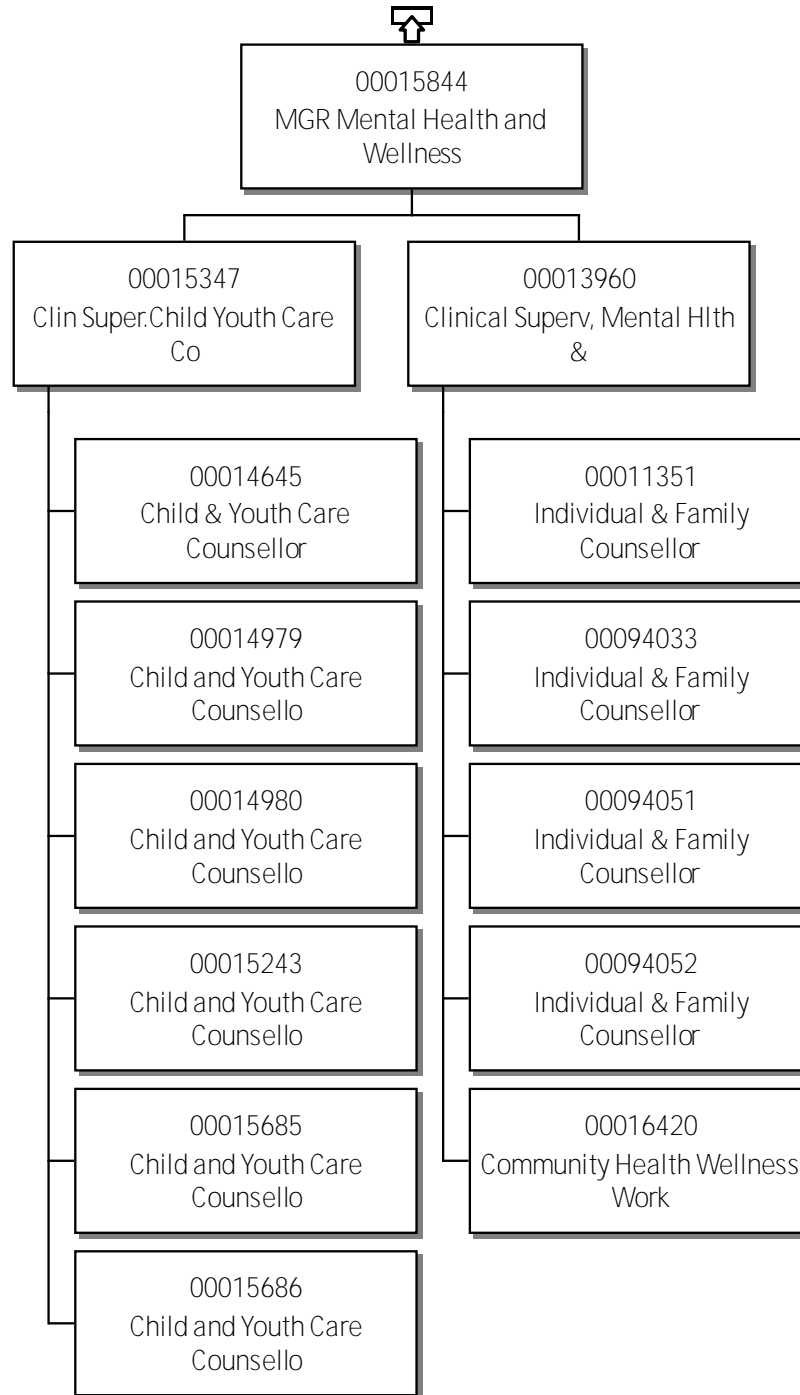 00015844
MGR Mental Health and
Wellness
00015347
Clin Super.Child Youth Care
Co
00013960
Clinical Superv, Mental Hlth
&
00014645
Child & Youth Care
Counsellor
00014979
Child and Youth Care
Counsello
00014980
Child and Youth Care
Counsello
00015243
Child and Youth Care
Counsello
00015685
Child and Youth Care
Counsello
00015686
Child and Youth Care
Counsello
00011351
Individual & Family
Counsellor
00094033
Individual & Family
Counsellor
00094051
Individual & Family
Counsellor
00094052
Individual & Family
Counsellor
00016420
Community Health Wellness
Work